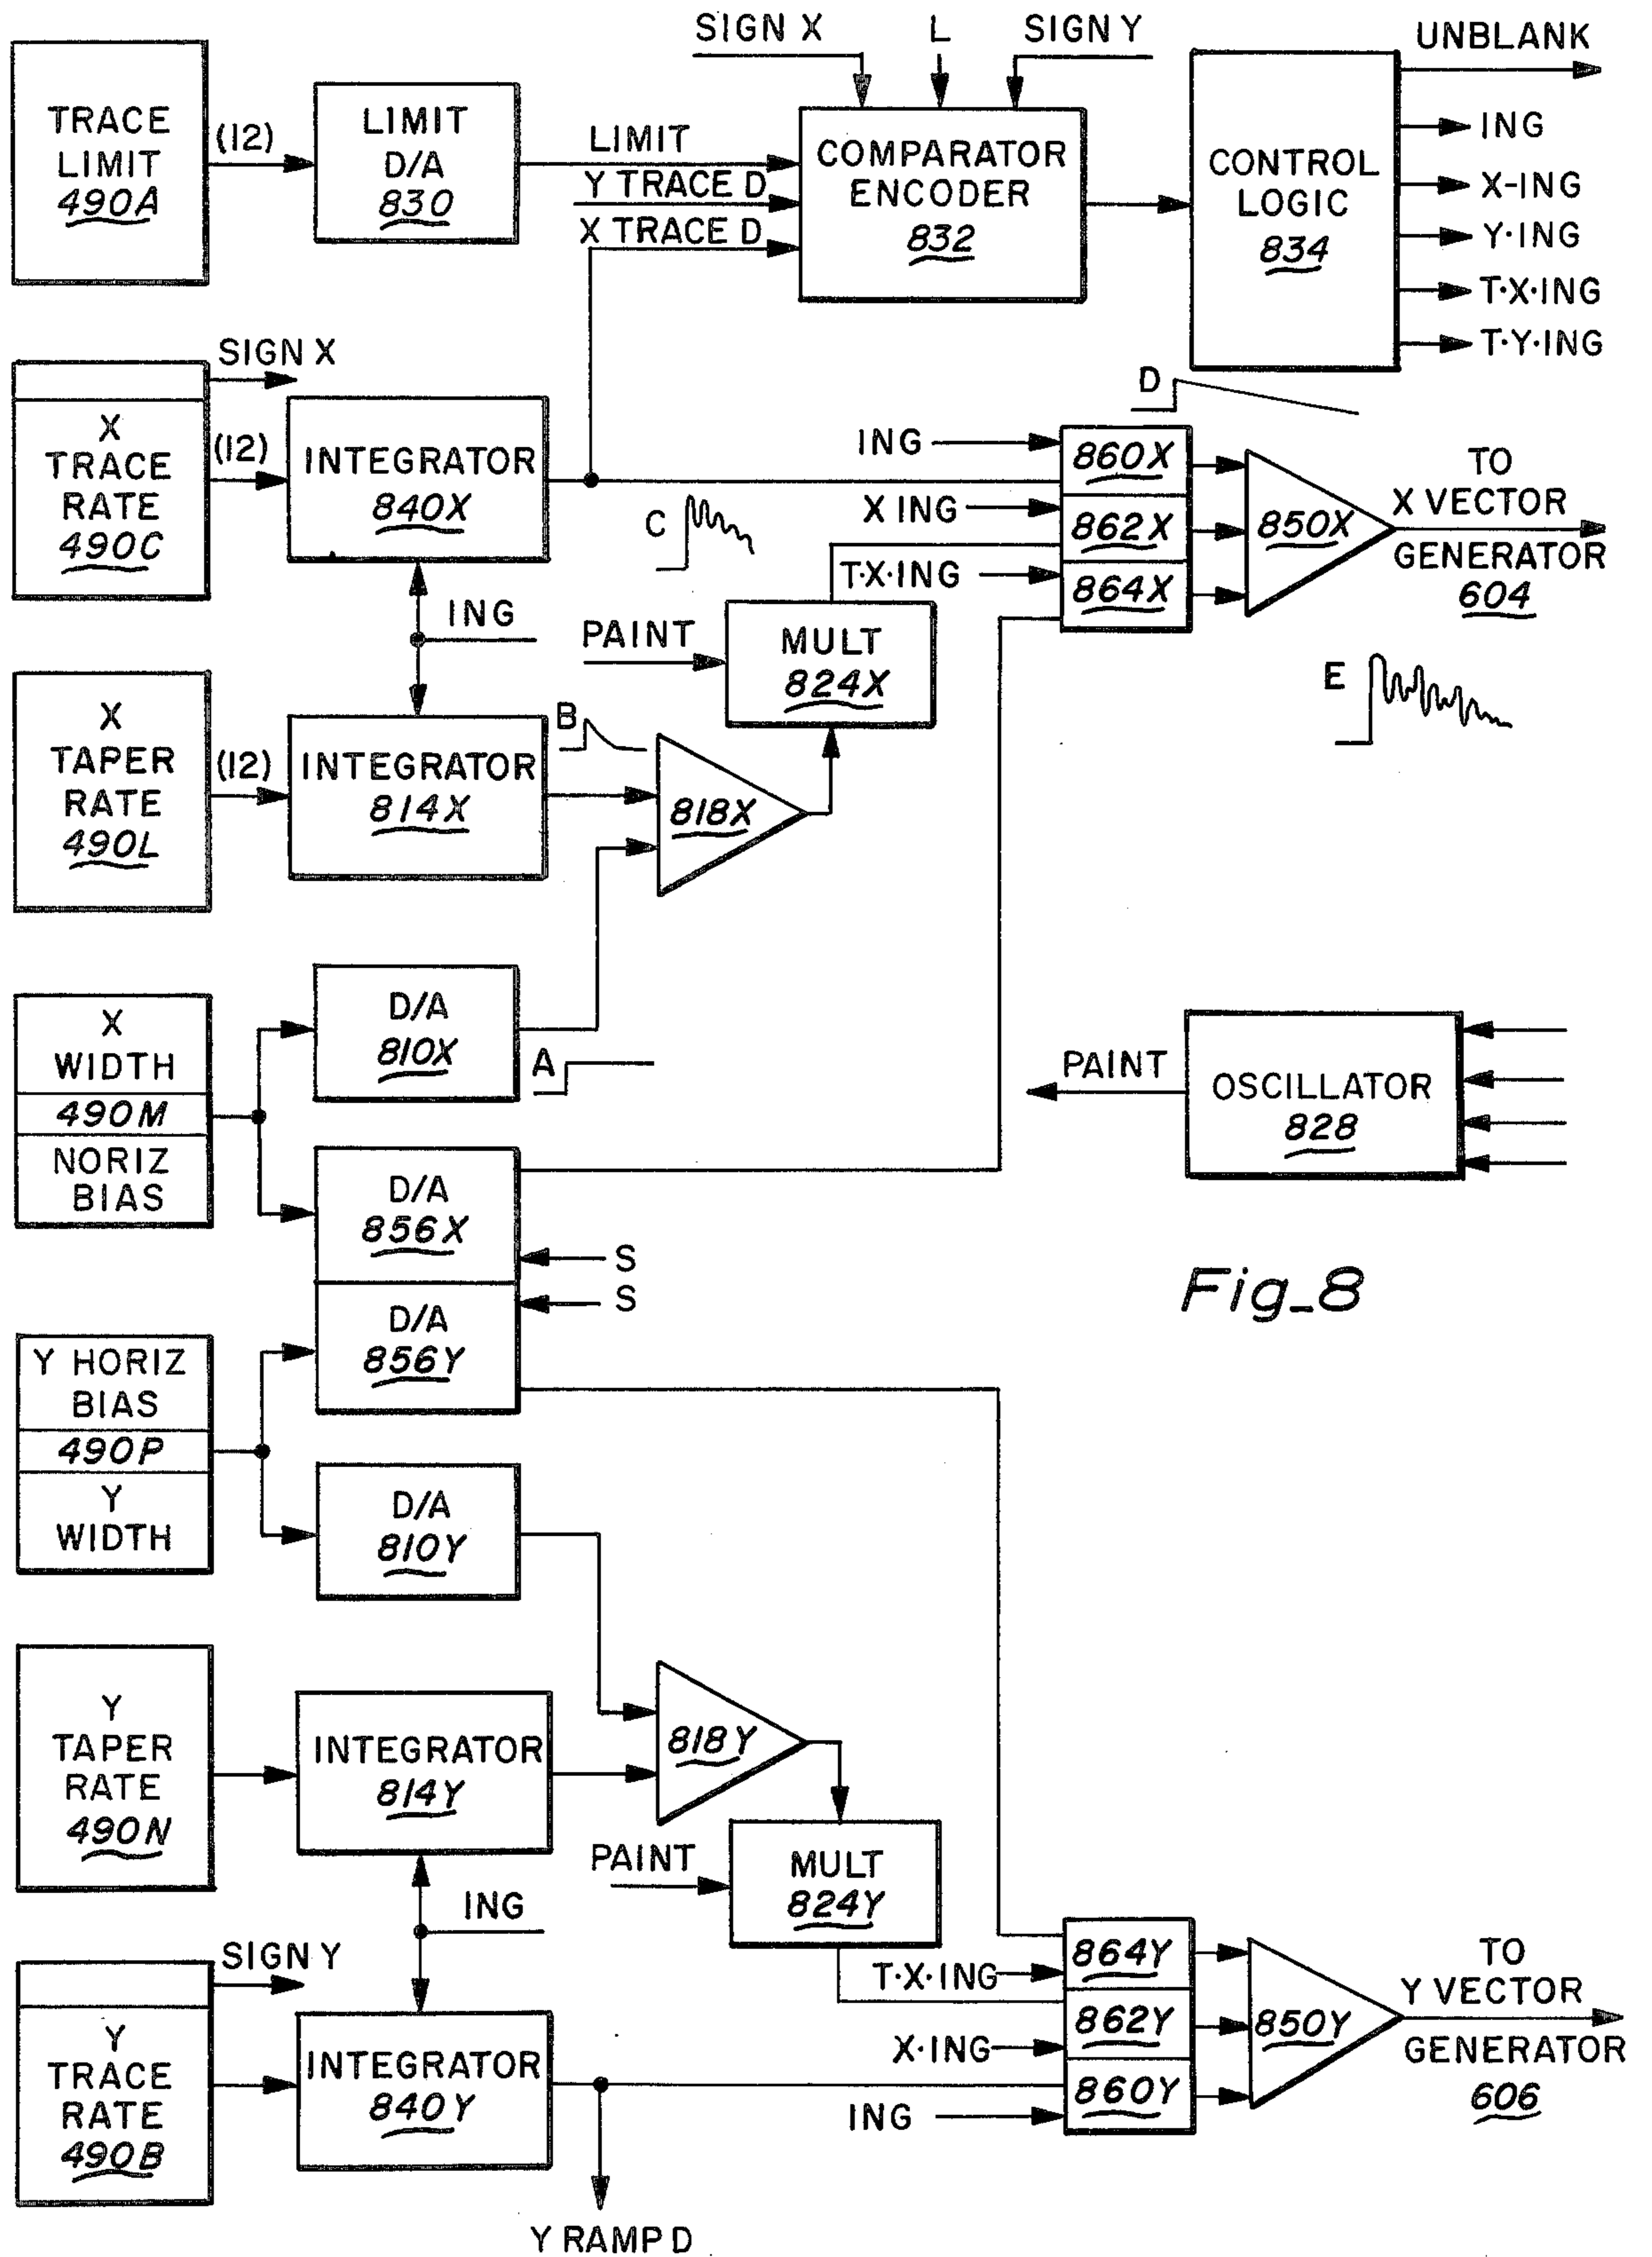 SIGN X
L
SIGN Y
UNBLANK
TRACE
LIMIT
490A
(12)
LIMIT
D/A
830
LIMIT
Y TRACE D
X TRACE D
COMPARATOR
ENCODER
832
CONTROL
LOGIC
834
ING
X-ING
Y·ING
T·X·ING
T·Y·ING
SIGN X
X
TRACE
RATE
490C
(12)
INTEGRATOR
840X
C
D
ING
X ING
T·X·ING
860X
862X
864X
850X
TO
X VECTOR
GENERATOR
604
ING
PAINT
MULT
824X
E
X
TAPER
RATE
490L
(12)
INTEGRATOR
814X
B
818X
X
WIDTH
490M
NORIZ
BIAS
D/A
810X
A
PAINT
OSCILLATOR
828
D/A
856X
S
S
D/A
856Y
Fig_8
Y HORIZ
BIAS
490P
Y
WIDTH
D/A
810Y
Y
TAPER
RATE
490N
INTEGRATOR
814Y
818Y
PAINT
MULT
824Y
ING
SIGN Y
Y
TRACE
RATE
490B
INTEGRATOR
840Y
T·X·ING
X·ING
ING
864Y
862Y
860Y
850Y
TO
Y VECTOR
GENERATOR
606
Y RAMP D